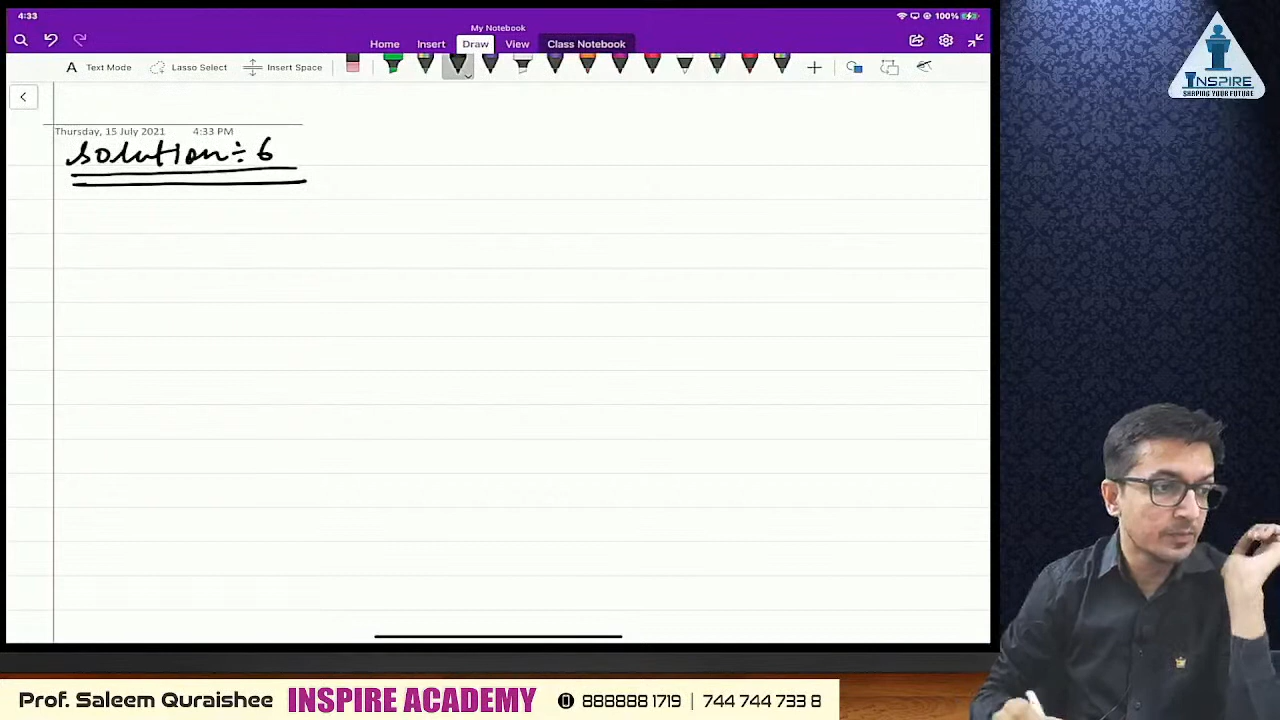 4:33
100%
My Notebook
Home Insert Draw View Class Notebook
A Text Mode Lasso Select Insert Space
INSPIRE
SHAPING YOUR FUTURE
Thursday, 15 July 2021 4:33 PM
Solution÷6
Prof. Saleem Quraishee INSPIRE ACADEMY 888888 1719 | 744 744 733 8